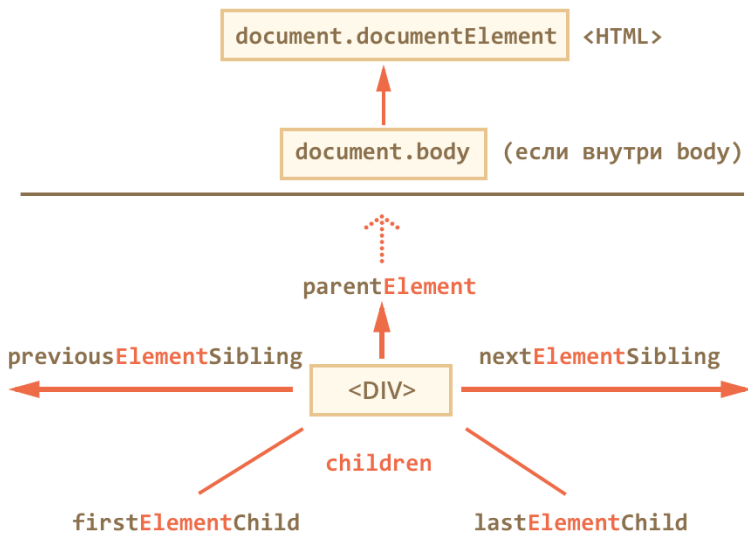 document.documentElement <HTML>
document.body (если внутри body)
parentElement
previousElementSibling nextElementSibling
<DIV>
children
firstElementChild lastElementChild